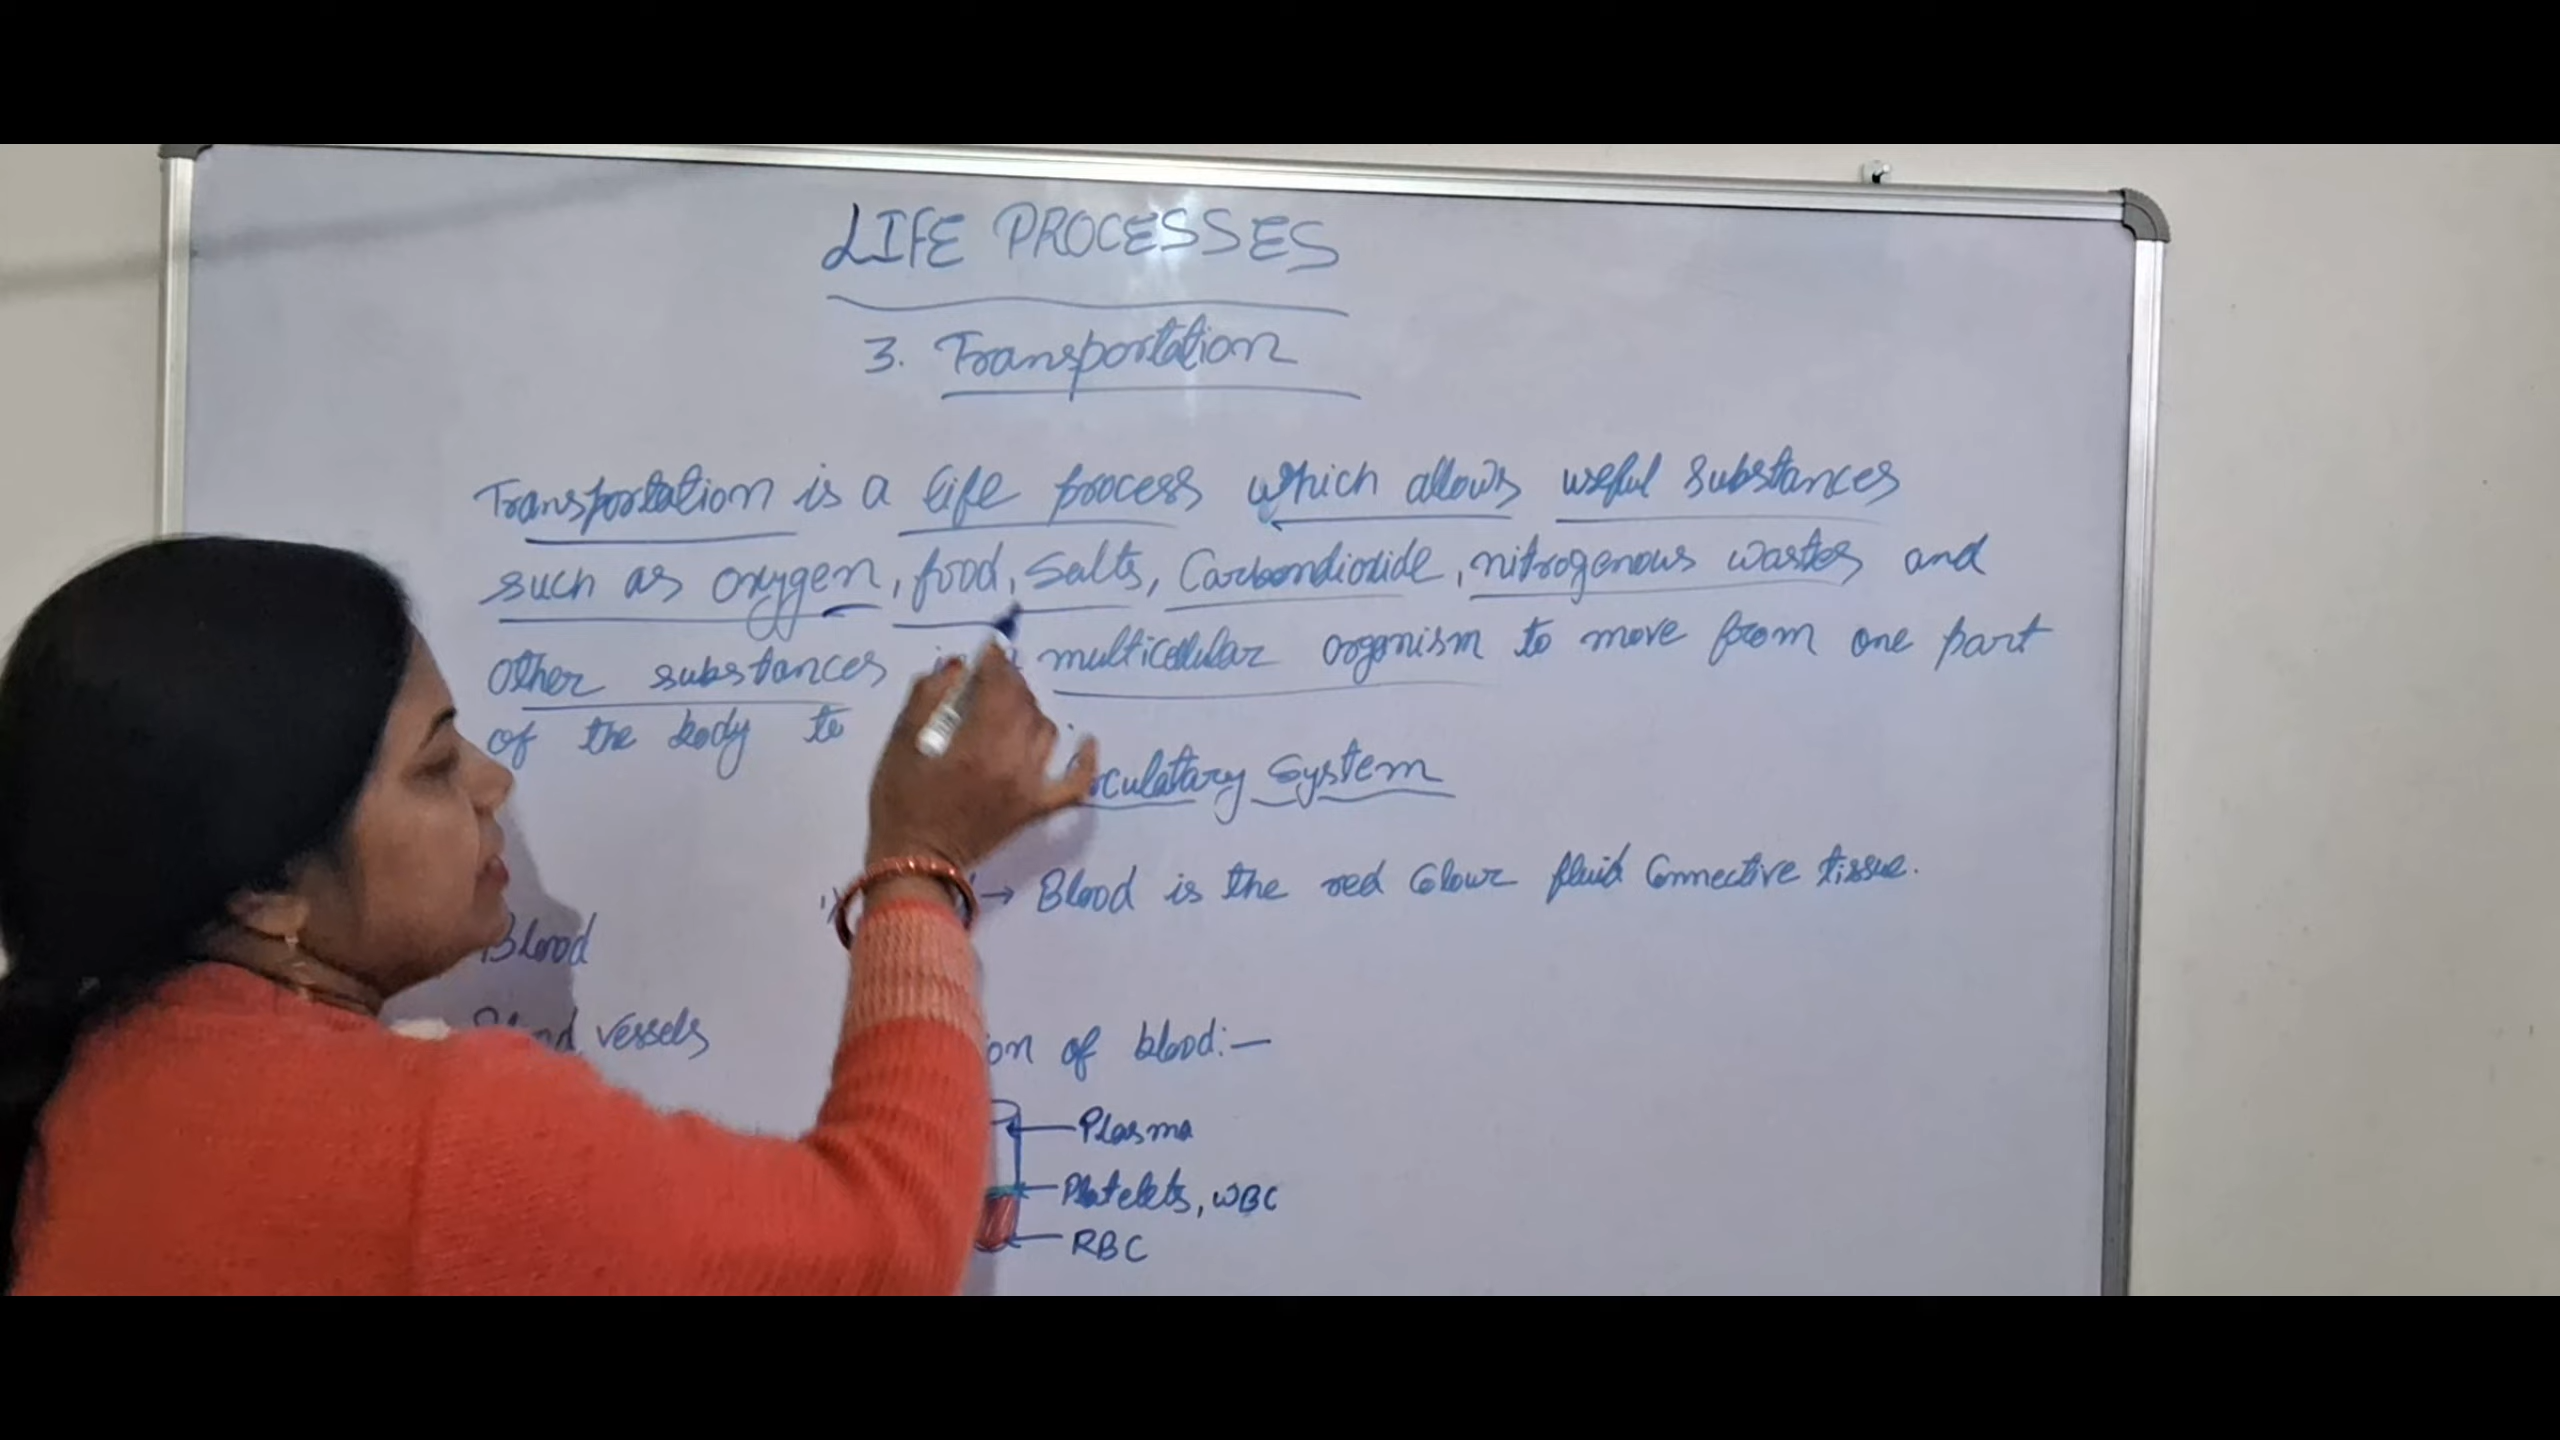 LIFE PROCESSES
3. Transportation
Transportation is a life process which allows useful substances
such as oxygen, food, salts, Carbondioxide, nitrogenous wastes and
other substances multicellular organism to move from one part
of the body to
System
→ Blood is the red Colour fluid Connective tissue.
Blood
vessels
of blood:-
Plasma
Platelets, WBC
RBC